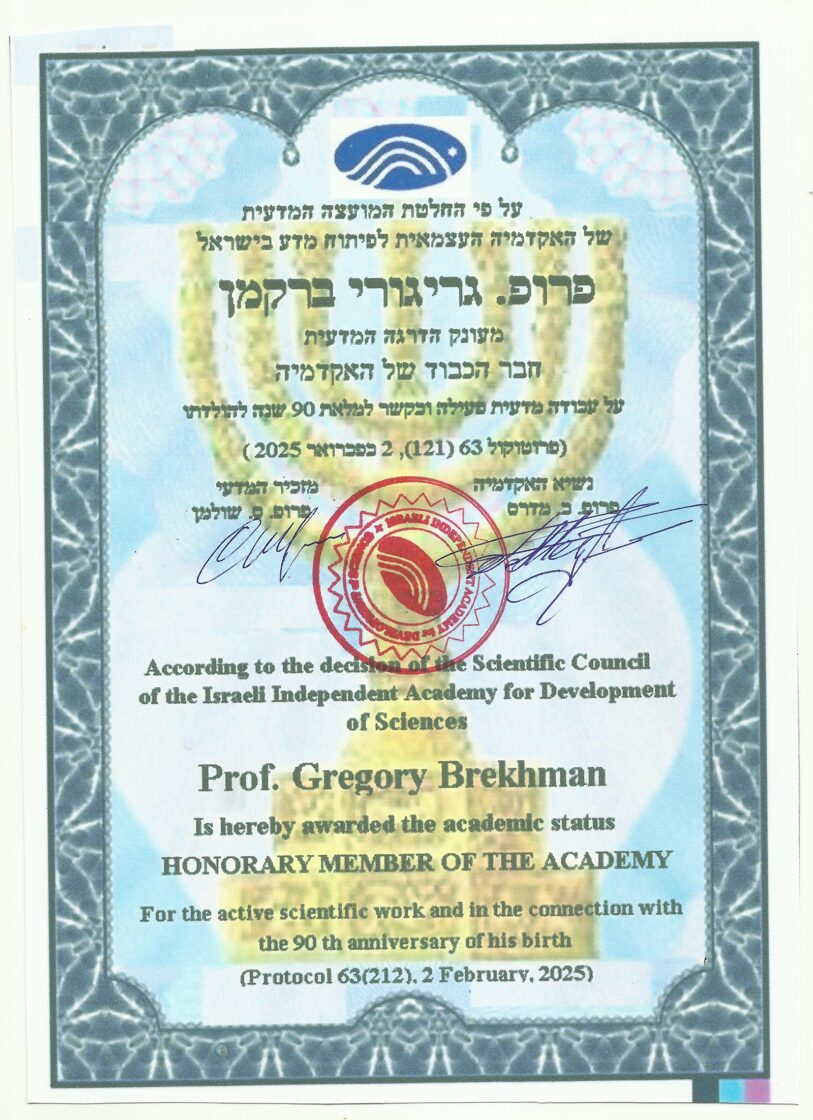 על פי החלטת המועצה המדעית
של האקדמיה העצמאית לפיתוח מדע בישראל
פרופ. גריגורי ברקמן
מעונק הדרגה המדעית
חבר הכבוד של האקדמיה
על עבודה מדעית פעילה ובקשר למלאת 90 שנה להולדתו
(פרוטוקול 63 (121), 2 בפברואר 2025 )
נשיא האקדמיה
פרופ. כ. מדרס
מזכיר המדעי
פרופ. ס. שולמן
ISRAELI INDEPENDENT ACADEMY for DEVELOPMENT
According to the decision of the Scientific Council
of the Israeli Independent Academy for Development
of Sciences
Prof. Gregory Brekhman
Is hereby awarded the academic status
HONORARY MEMBER OF THE ACADEMY
For the active scientific work and in the connection with
the 90 th anniversary of his birth
(Protocol 63(212), 2 February, 2025)